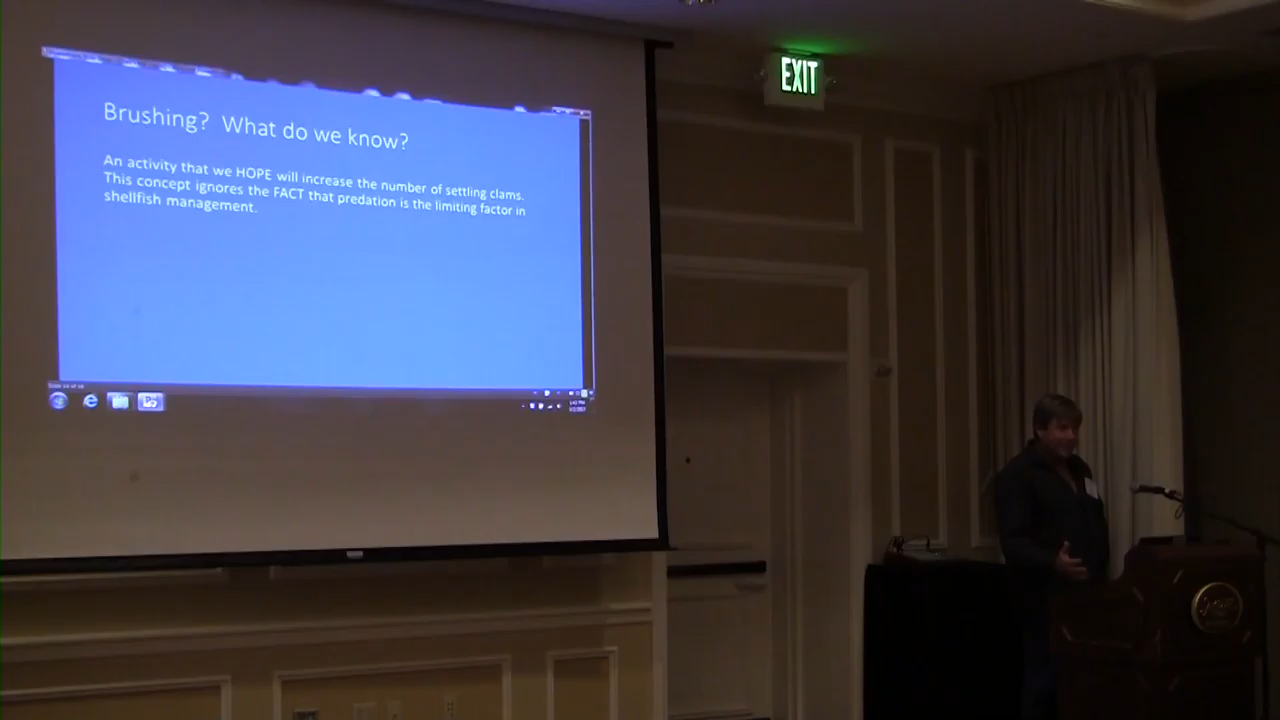 Brushing? What do we know?
An activity that we HOPE will increase the number of settling clams.
This concept ignores the FACT that predation is the limiting factor in
shellfish management.
EXIT